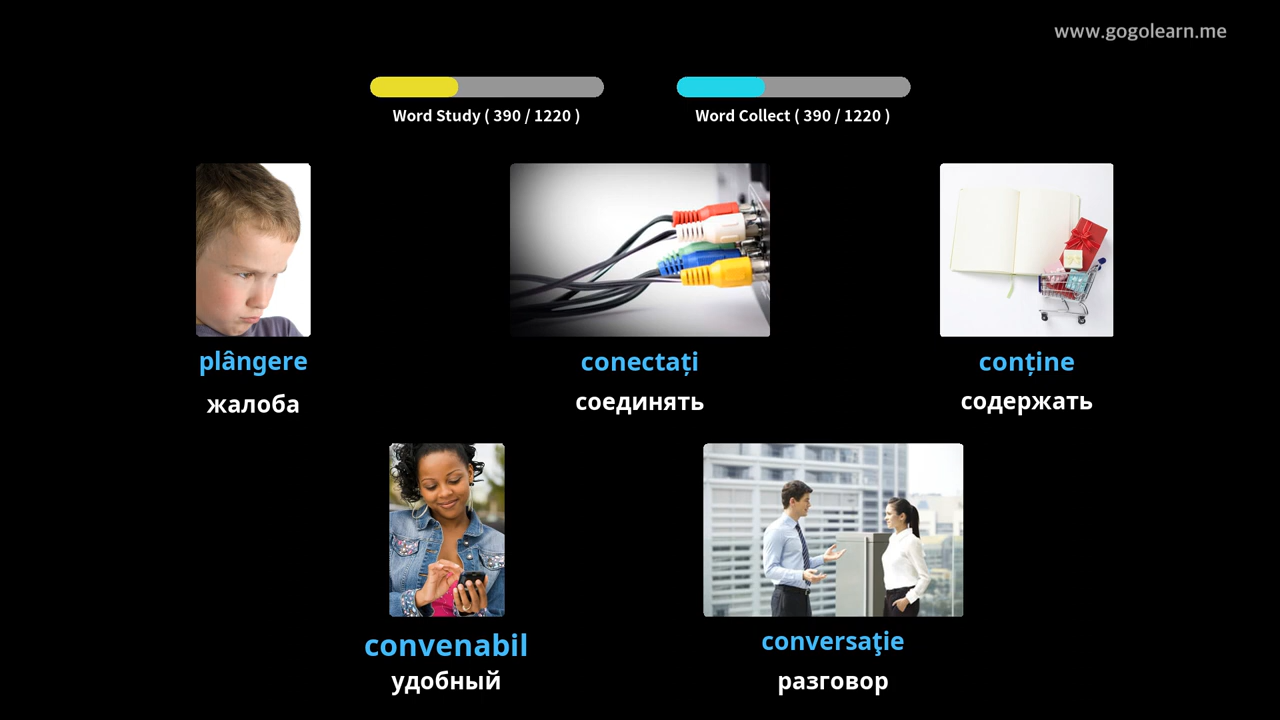 www.gogolearn.me
Word Study ( 390 / 1220 )
Word Collect ( 390 / 1220 )
plângere
conectați
conține
жалоба
соединять
содержать
convenabil
conversaţie
удобный
разговор